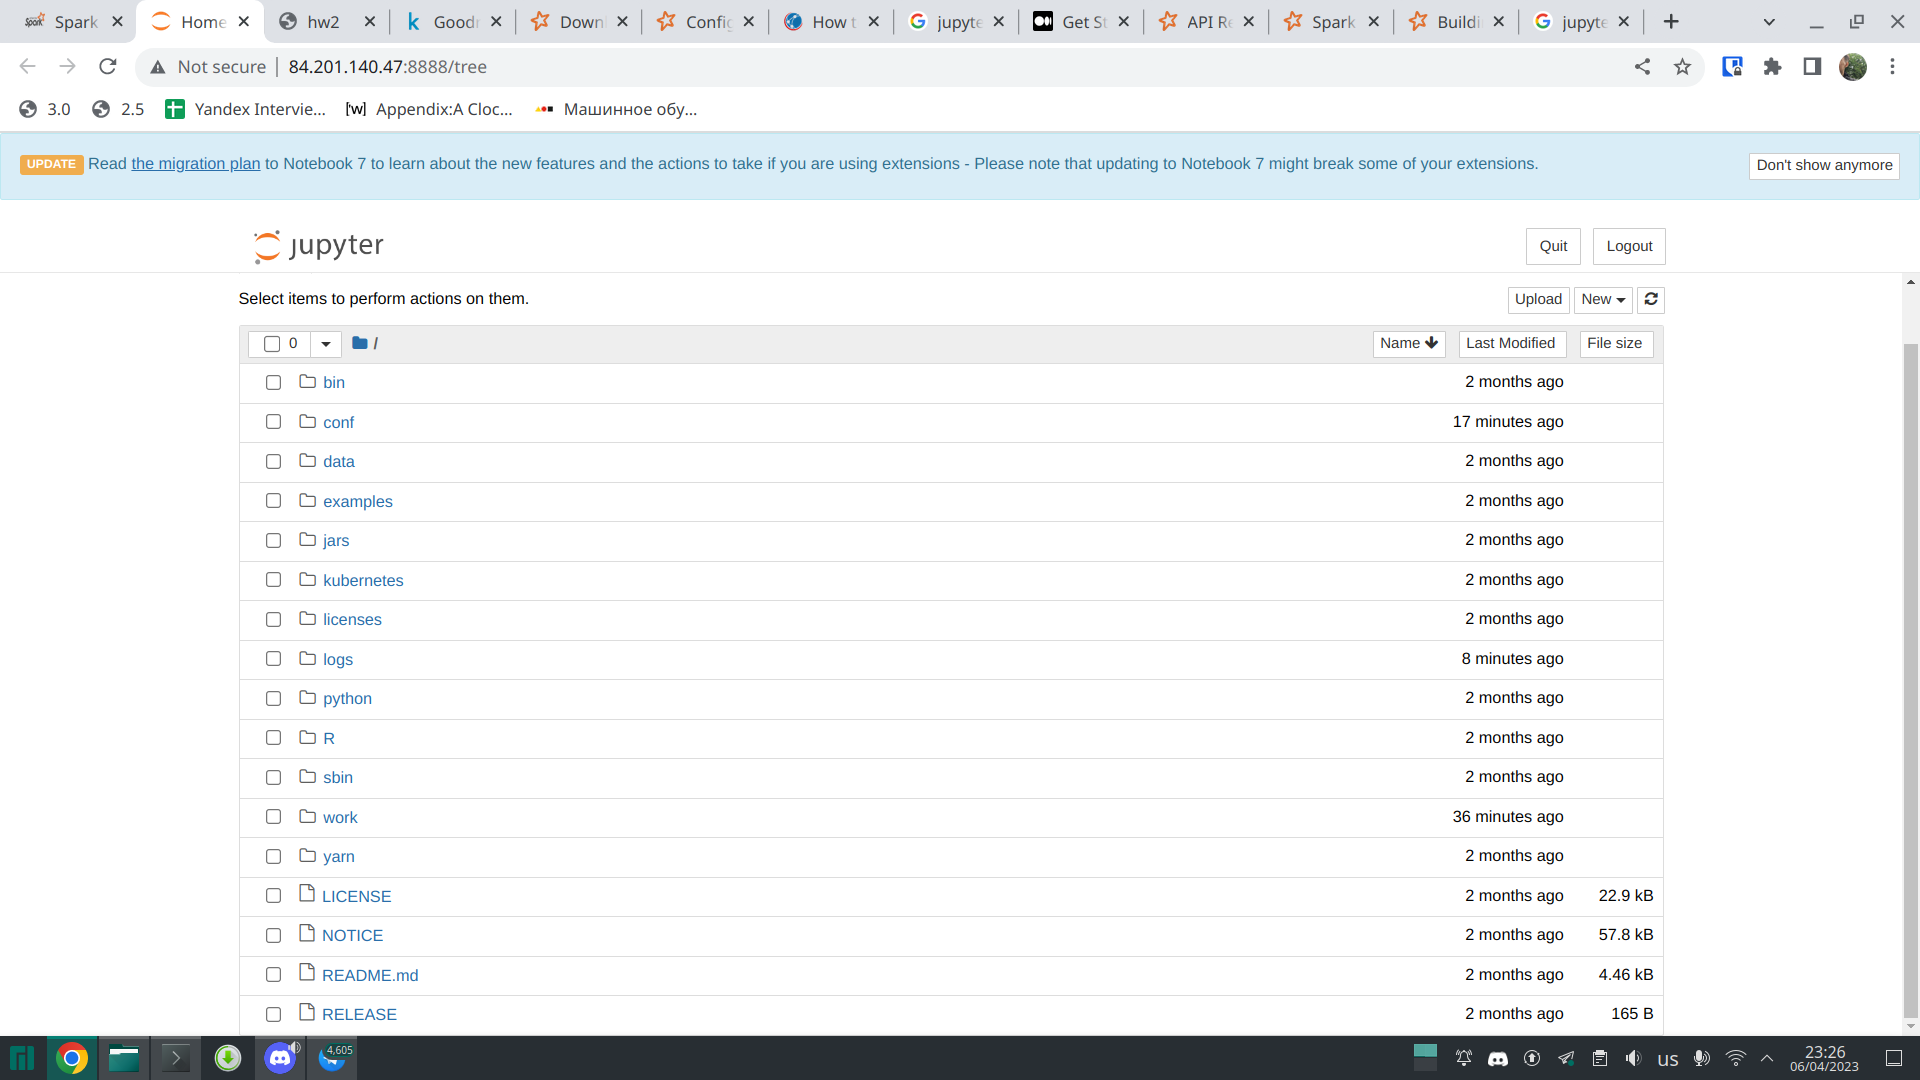 Spark
Home
hw2
Goodr
Down
Config
How t
jupyte
Get St
API Re
Spark
Buildi
jupyte
Not secure | 84.201.140.47:8888/tree
3.0
2.5
Yandex Intervie...
['w] Appendix:A Cloc...
Машинное обу...
UPDATE Read the migration plan to Notebook 7 to learn about the new features and the actions to take if you are using extensions - Please note that updating to Notebook 7 might break some of your extensions.
Don't show anymore
jupyter
Quit
Logout
Select items to perform actions on them.
Upload
New
0
/
Name
Last Modified
File size
bin 2 months ago
conf 17 minutes ago
data 2 months ago
examples 2 months ago
jars 2 months ago
kubernetes 2 months ago
licenses 2 months ago
logs 8 minutes ago
python 2 months ago
R 2 months ago
sbin 2 months ago
work 36 minutes ago
yarn 2 months ago
LICENSE 2 months ago 22.9 kB
NOTICE 2 months ago 57.8 kB
README.md 2 months ago 4.46 kB
RELEASE 2 months ago 165 B
4,605
us
23:26
06/04/2023